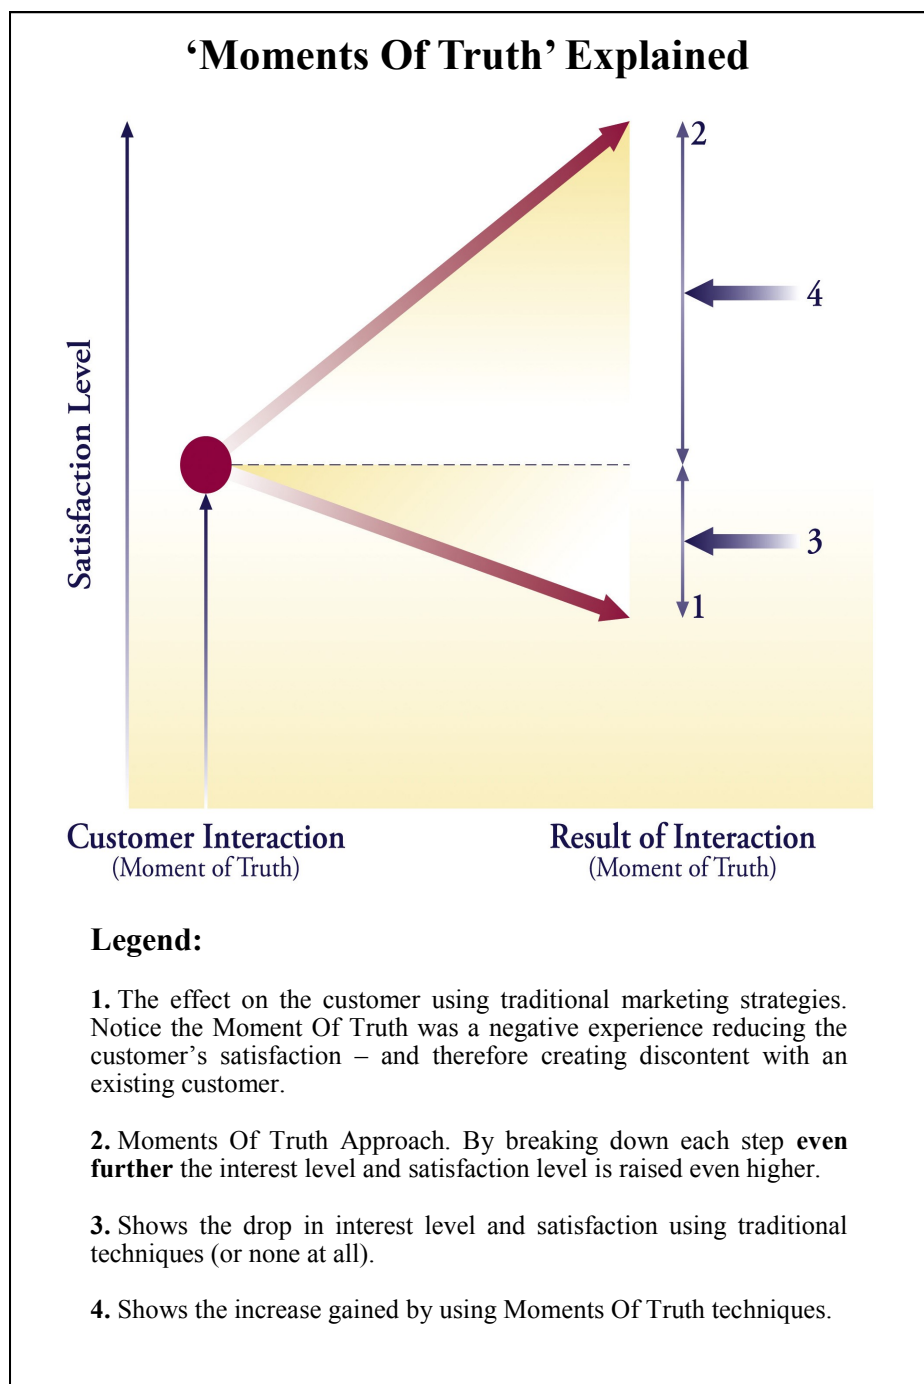 ‘Moments Of Truth’ Explained
2
4
Satisfaction Level
3
1
Customer Interaction
(Moment of Truth)
Result of Interaction
(Moment of Truth)
Legend:
1. The effect on the customer using traditional marketing strategies.
Notice the Moment Of Truth was a negative experience reducing the
customer’s satisfaction – and therefore creating discontent with an
existing customer.
2. Moments Of Truth Approach. By breaking down each step even
further the interest level and satisfaction level is raised even higher.
3. Shows the drop in interest level and satisfaction using traditional
techniques (or none at all).
4. Shows the increase gained by using Moments Of Truth techniques.